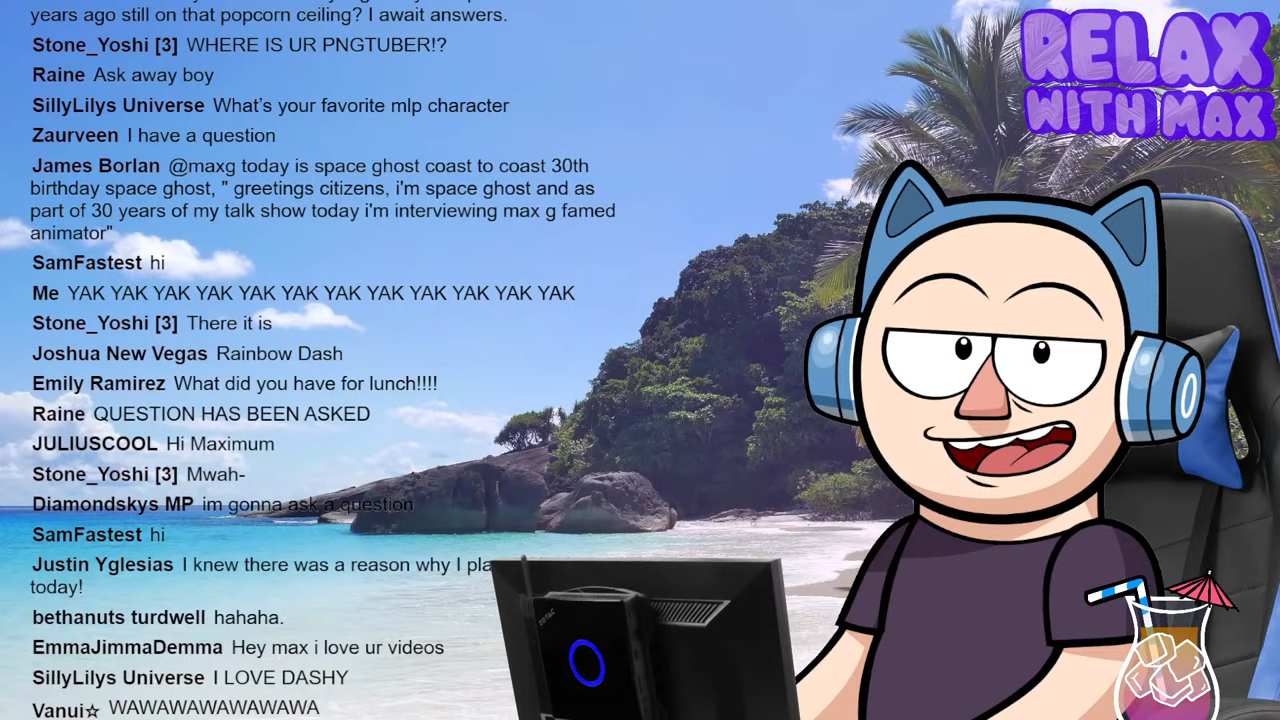 years ago still on that popcorn ceiling? I await answers.
Stone_Yoshi [3] WHERE IS UR PNGTUBER!?
Raine Ask away boy
SillyLilys Universe What's your favorite mlp character
Zaurveen I have a question
James Borlan @maxg today is space ghost coast to coast 30th
birthday space ghost, " greetings citizens, i'm space ghost and as
part of 30 years of my talk show today i'm interviewing max g famed
animator"
SamFastest hi
Me YAK YAK YAK YAK YAK YAK YAK YAK YAK YAK YAK YAK
Stone_Yoshi [3] There it is
Joshua New Vegas Rainbow Dash
Emily Ramirez What did you have for lunch!!!!
Raine QUESTION HAS BEEN ASKED
JULIUSCOOL Hi Maximum
Stone_Yoshi [3] Mwah-
Diamondskys MP im gonna ask a question
SamFastest hi
Justin Yglesias I knew there was a reason why I pla
today!
bethanuts turdwell hahaha.
EmmaJimmaDemma Hey max i love ur videos
SillyLilys Universe I LOVE DASHY
Vanui☆ WAWAWAWAWAWAWA
RELAX
WITH MAX
ZOTAC